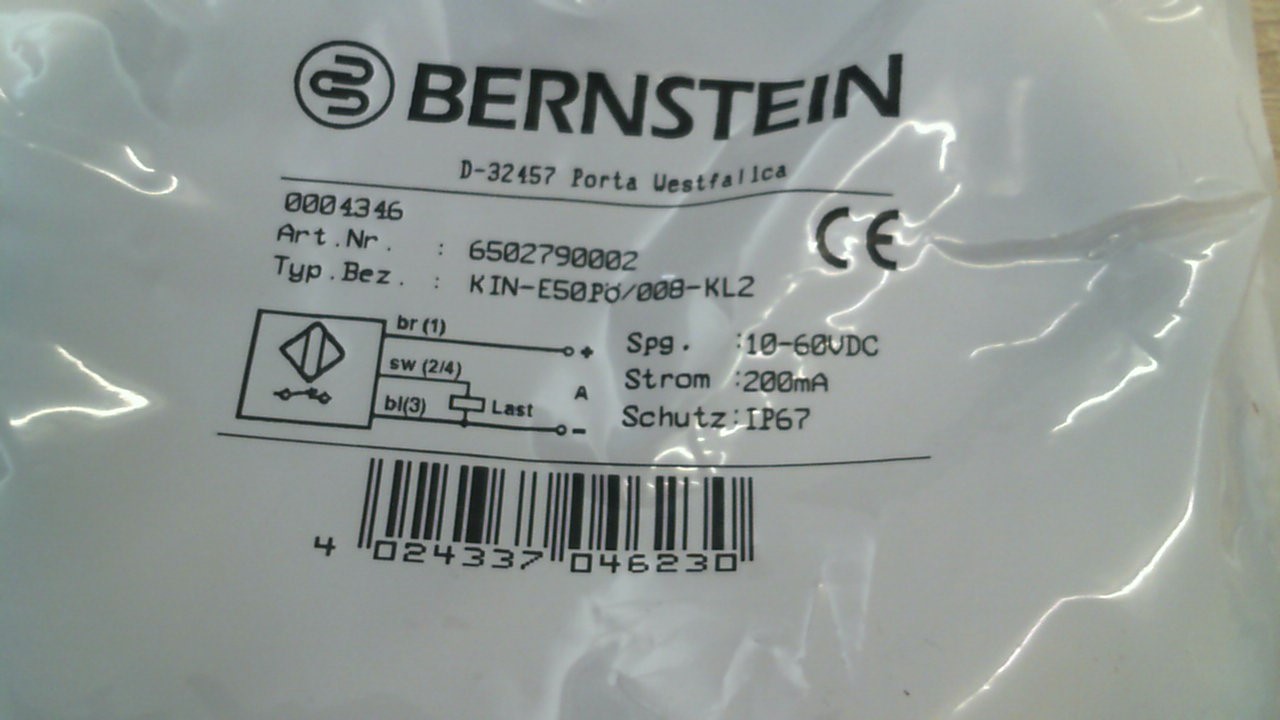 BERNSTEIN
D-32457 Porta Westfalica
0004346
CE
Art.Nr. : 6502790002
Typ.Bez. : KIN-E50PÖ/008-KL2
br (1)
+
Spg. :10-60VDC
sw (2/4)
A
Strom :200mA
bl(3)
Last
-
Schutz:IP67
4 024337 046230